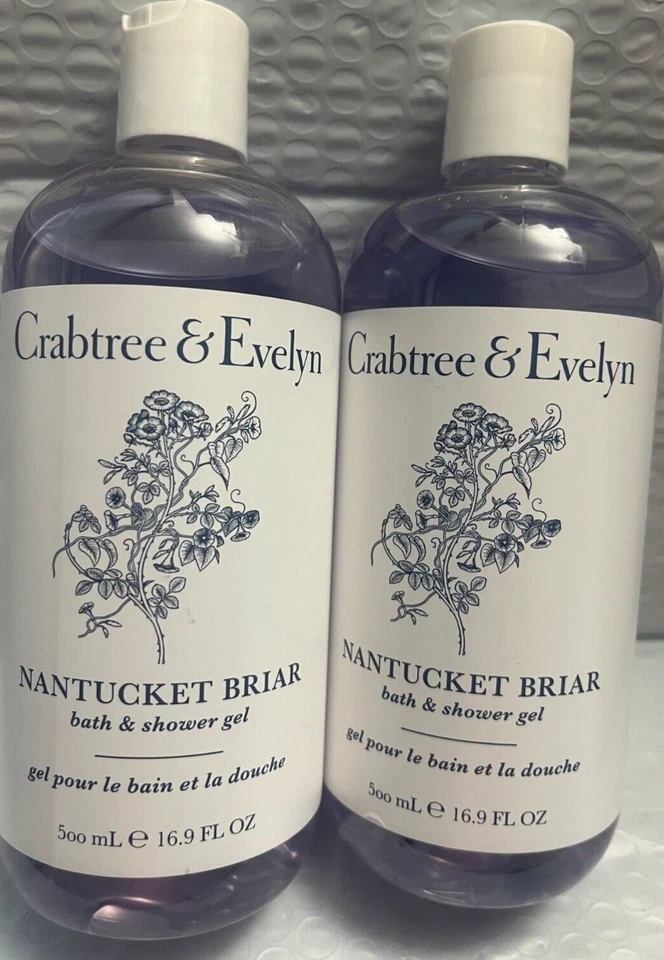 Crabtree & Evelyn
NANTUCKET BRIAR
bath & shower gel
gel pour le bain et la douche
500 mL ℮ 16.9 FL OZ
Crabtree & Evelyn
NANTUCKET BRIAR
bath & shower gel
gel pour le bain et la douche
500 mL ℮ 16.9 FL OZ